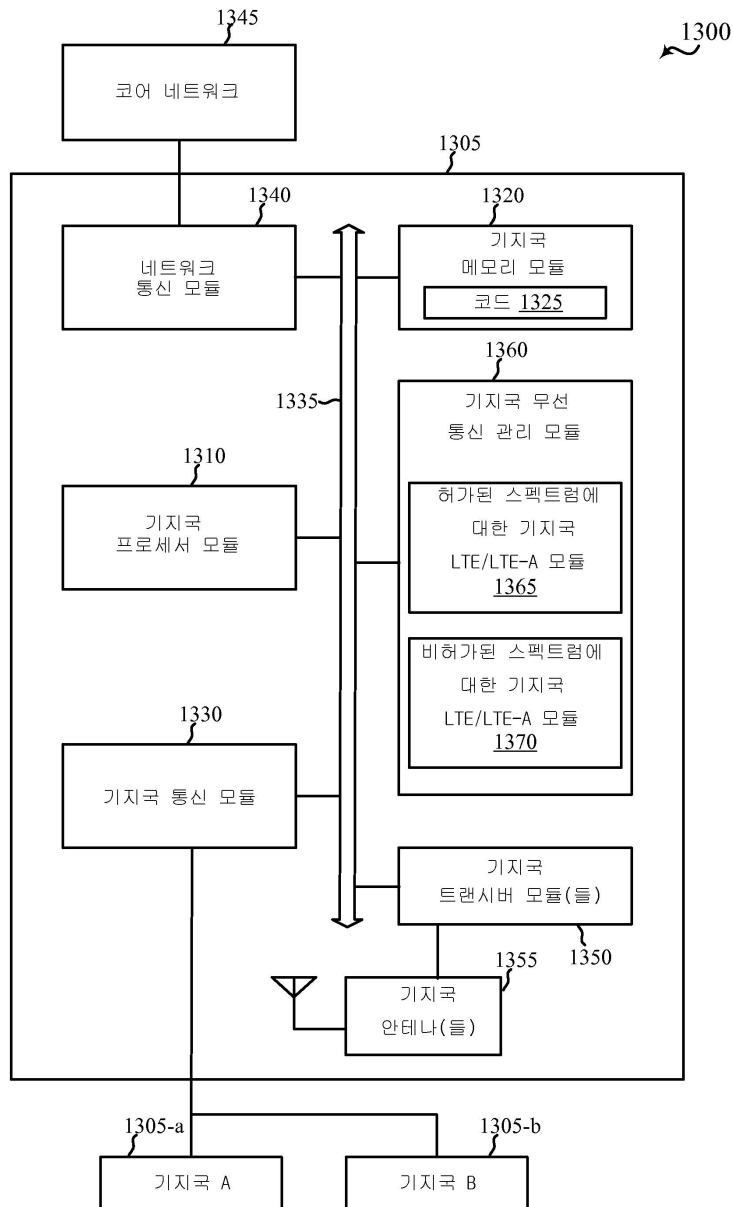 1300
1345
코어 네트워크
1305
1340
네트워크
통신 모듈
1320
기지국
메모리 모듈
코드 1325
1335
1360
기지국 무선
통신 관리 모듈
허가된 스펙트럼에
대한 기지국
LTE/LTE-A 모듈
1365
비허가된 스펙트럼에
대한 기지국
LTE/LTE-A 모듈
1370
1310
기지국
프로세서 모듈
1330
기지국 통신 모듈
기지국
트랜시버 모듈(들)
1350
1355
기지국
안테나(들)
1305-a
기지국 A
1305-b
기지국 B